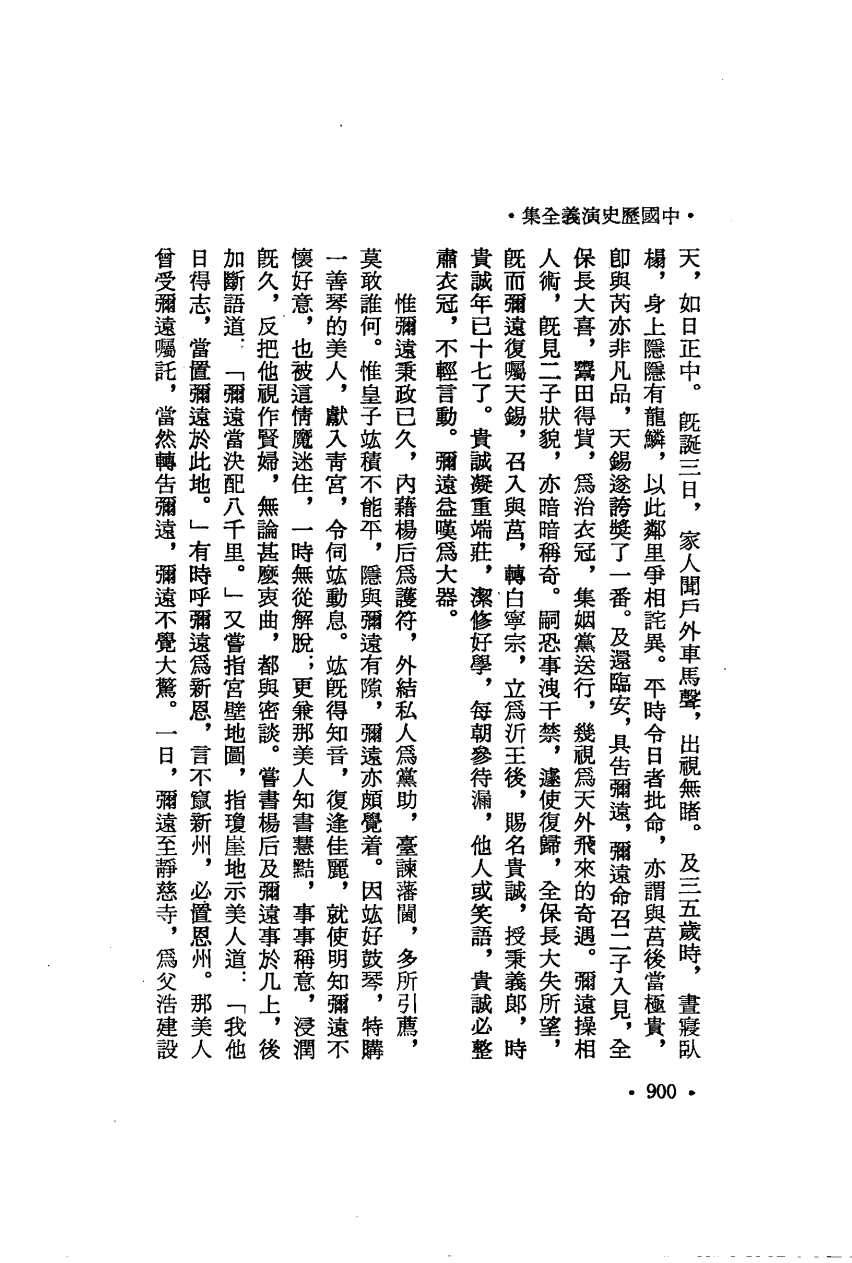 •中國歷史演義全集•
天，如日正中。既誕三日，家人聞戶外車馬聲，出視無睹。及三五歲時，晝寢臥
榻，身上隱隱有龍鱗，以此鄰里爭相詫異。平時令日者批命，亦謂與莒後當極貴，
卽與芮亦非凡品，天錫遂誇獎了一番。及還臨安，具告彌遠，彌遠命召二子入見，全
保長大喜，鬻田得貲，爲治衣冠，集姻黨送行，幾視爲天外飛來的奇遇。彌遠操相
人術，既見二子狀貌，亦暗暗稱奇。嗣恐事洩干禁，遽使復歸，全保長大失所望，
既而彌遠復囑天錫，召入與莒，轉白寧宗，立爲沂王後，賜名貴誠，授秉義郎，時
貴誠年已十七了。貴誠凝重端莊，潔修好學，每朝參待漏，他人或笑語，貴誠必整
肅衣冠，不輕言動。彌遠益嘆爲大器。
惟彌遠秉政已久，內藉楊后爲護符，外結私人爲黨助，臺諫藩閫，多所引薦，
莫敢誰何。惟皇子竑積不能平，隱與彌遠有隙，彌遠亦頗覺着。因竑好鼓琴，特購
一善琴的美人，獻入靑宮，令伺竑動息。竑旣得知音，復逢佳麗，就使明知彌遠不
懷好意，也被這情魔迷住，一時無從解脫；更兼那美人知書慧黠，事事稱意，浸潤
旣久，反把他視作賢婦，無論甚麼衷曲，都與密談。嘗書楊后及彌遠事於几上，後
加斷語道：「彌遠當決配八千里。」又嘗指宮壁地圖，指瓊崖地示美人道：「我他
日得志，當置彌遠於此地。」有時呼彌遠爲新恩，言不竄新州，必置恩州。那美人
曾受彌遠囑託，當然轉告彌遠，彌遠不覺大驚。一日，彌遠至靜慈寺，爲父浩建設
•900•